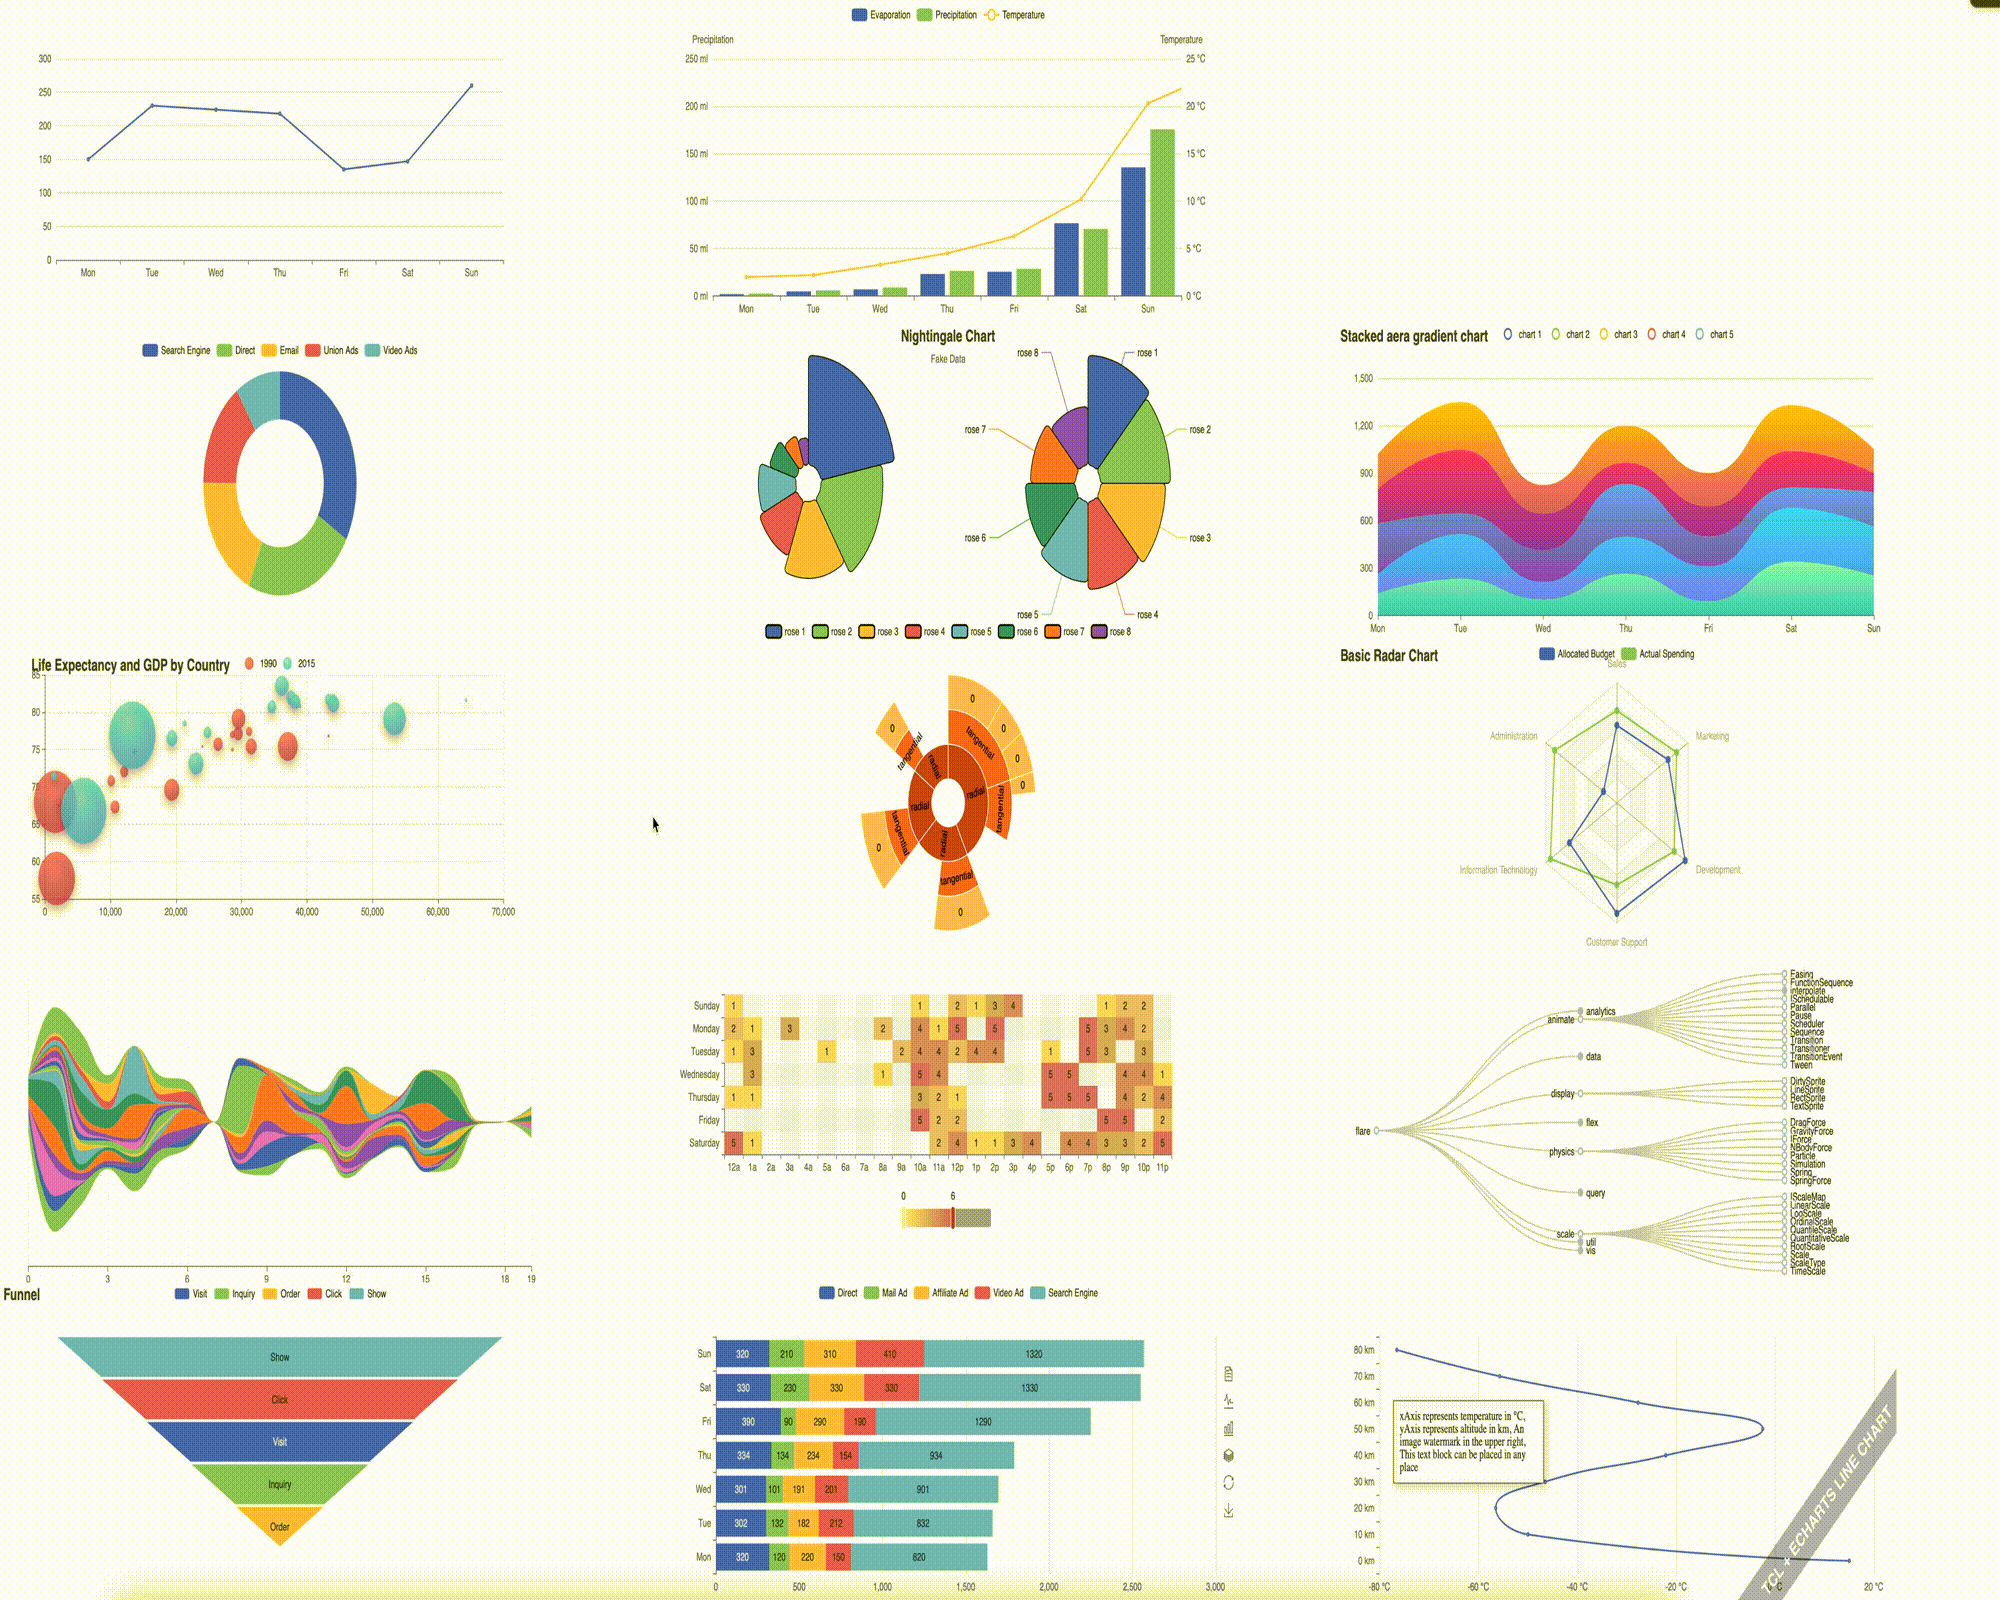 Evaporation Precipitation Temperature
Precipitation Temperature
300
250
200
150
100
50
0
Mon Tue Wed Thu Fri Sat Sun
250 ml
200 ml
150 ml
100 ml
50 ml
0 ml
25 °C
20 °C
15 °C
10 °C
5 °C
0 °C
Mon Tue Wed Thu Fri Sat Sun
Search Engine Direct Email Union Ads Video Ads
Nightingale Chart
Fake Data
rose 8 rose 1
rose 7 rose 2
rose 6 rose 3
rose 5 rose 4
rose 1 rose 2 rose 3 rose 4 rose 5 rose 6 rose 7 rose 8
Stacked aera gradient chart chart 1 chart 2 chart 3 chart 4 chart 5
1,500
1,200
900
600
300
0
Mon Tue Wed Thu Fri Sat Sun
Life Expectancy and GDP by Country 1990 2015
85
80
75
70
65
60
55
0 10,000 20,000 30,000 40,000 50,000 60,000 70,000
0
0
0
0
tangential
radial
tangential
radial
tangential
0
radial
tangential
0
radial
tangential
0
Basic Radar Chart Allocated Budget Actual Spending
Sales
Administration Marketing
Information Technology Development
Customer Support
0 3 6 9 12 15 18 19
Sunday 1 1 2 1 3 4 1 2 2
Monday 2 1 3 2 4 1 5 5 5 3 4 2
Tuesday 1 3 1 2 4 4 2 4 4 1 5 3 3
Wednesday 3 1 5 4 5 5 4 4 1
Thursday 1 1 3 2 1 5 5 5 4 2 4
Friday 5 2 2 5 5 2
Saturday 5 1 2 4 1 1 3 4 4 4 3 3 2 5
12a 1a 2a 3a 4a 5a 6a 7a 8a 9a 10a 11a 12p 1p 2p 3p 4p 5p 6p 7p 8p 9p 10p 11p
0 6
flare
analytics
animate
data
display
flex
physics
query
scale
util
vis
Easing
FunctionSequence
interpolate
ISchedulable
Parallel
Pause
Scheduler
Sequence
Transition
Transitioner
TransitionEvent
Tween
DirtySprite
LineSprite
RectSprite
TextSprite
DragForce
GravityForce
IForce
NBodyForce
Particle
Simulation
Spring
SpringForce
IScaleMap
LinearScale
LogScale
OrdinalScale
QuantileScale
QuantitativeScale
RootScale
Scale
ScaleType
TimeScale
Funnel Visit Inquiry Order Click Show
Show
Click
Visit
Inquiry
Order
Direct Mail Ad Affiliate Ad Video Ad Search Engine
Sun 320 210 310 410 1320
Sat 330 230 330 330 1330
Fri 390 90 290 190 1290
Thu 334 134 234 154 934
Wed 301 101 191 201 901
Tue 302 132 182 212 832
Mon 320 120 220 150 820
0 500 1,000 1,500 2,000 2,500 3,000
80 km
70 km
60 km
50 km
40 km
30 km
20 km
10 km
0 km
xAxis represents temperature in °C,
yAxis represents altitude in km, An
image watermark in the upper right,
This text block can be placed in any
place
TCL + ECHARTS LINE CHART
-80 °C -60 °C -40 °C -20 °C 0 °C 20 °C